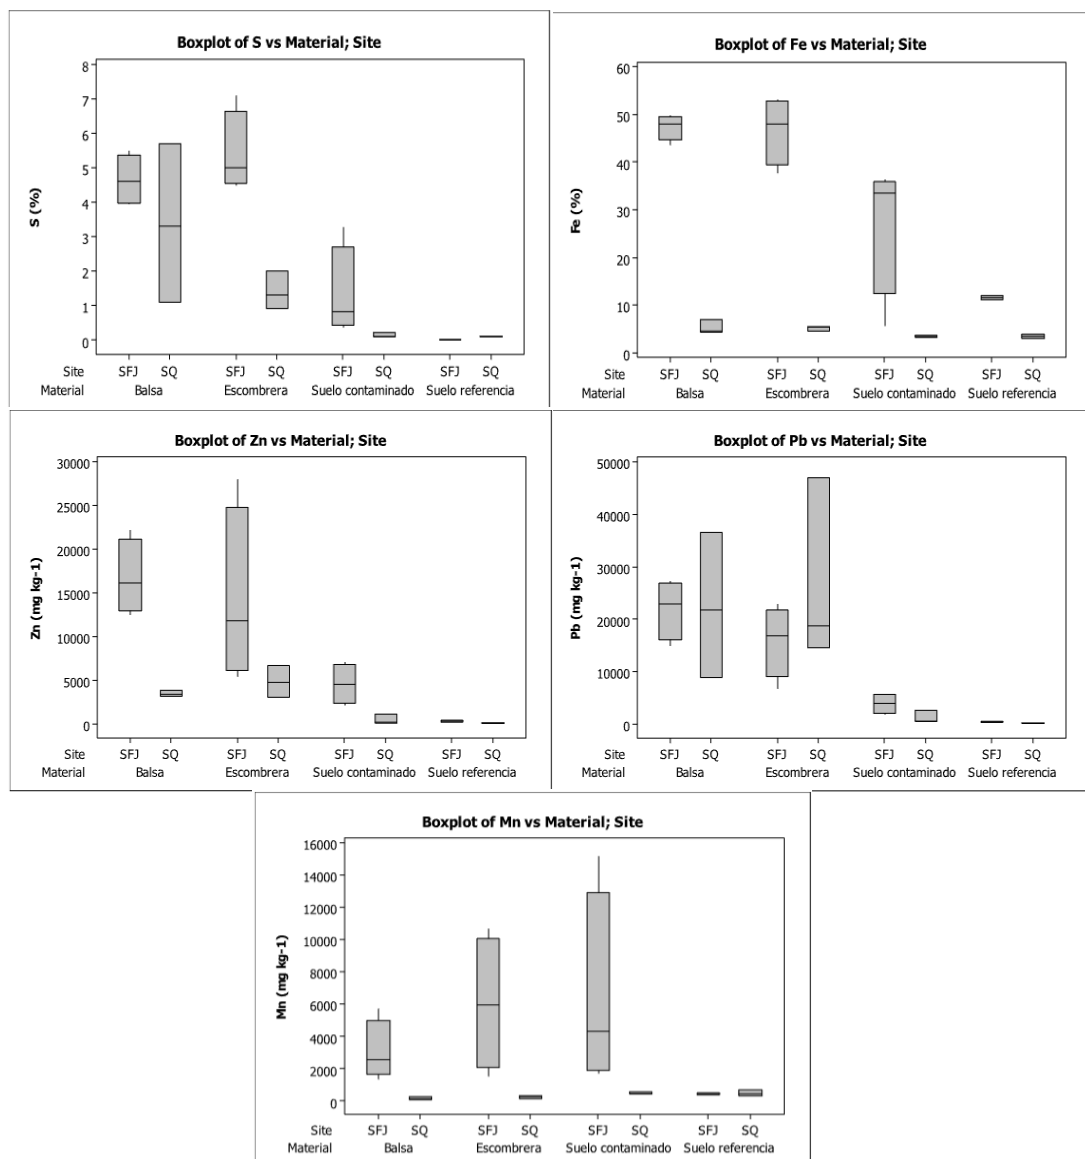 Boxplot of S vs Material; Site
S (%)
8
7
6
5
4
3
2
1
0
Site SFJ SQ SFJ SQ SFJ SQ SFJ SQ
Material Balsa Escombrera Suelo contaminado Suelo referencia
Boxplot of Fe vs Material; Site
Fe (%)
60
50
40
30
20
10
0
Site SFJ SQ SFJ SQ SFJ SQ SFJ SQ
Material Balsa Escombrera Suelo contaminado Suelo referencia
Boxplot of Zn vs Material; Site
Zn (mg kg-1)
30000
25000
20000
15000
10000
5000
0
Site SFJ SQ SFJ SQ SFJ SQ SFJ SQ
Material Balsa Escombrera Suelo contaminado Suelo referencia
Boxplot of Pb vs Material; Site
Pb (mg kg-1)
50000
40000
30000
20000
10000
0
Site SFJ SQ SFJ SQ SFJ SQ SFJ SQ
Material Balsa Escombrera Suelo contaminado Suelo referencia
Boxplot of Mn vs Material; Site
Mn (mg kg-1)
16000
14000
12000
10000
8000
6000
4000
2000
0
Site SFJ SQ SFJ SQ SFJ SQ SFJ SQ
Material Balsa Escombrera Suelo contaminado Suelo referencia